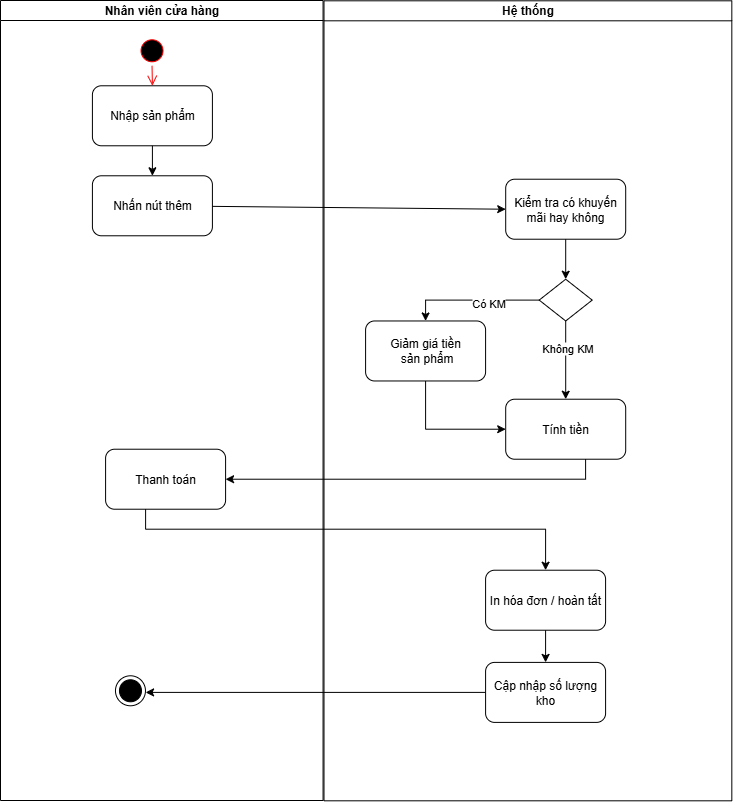 Nhân viên cửa hàng
Hệ thống
Nhập sản phẩm
Nhấn nút thêm
Kiểm tra có khuyến
mãi hay không
Có KM
Giảm giá tiền
sản phẩm
Không KM
Tính tiền
Thanh toán
In hóa đơn / hoàn tất
Cập nhập số lượng
kho